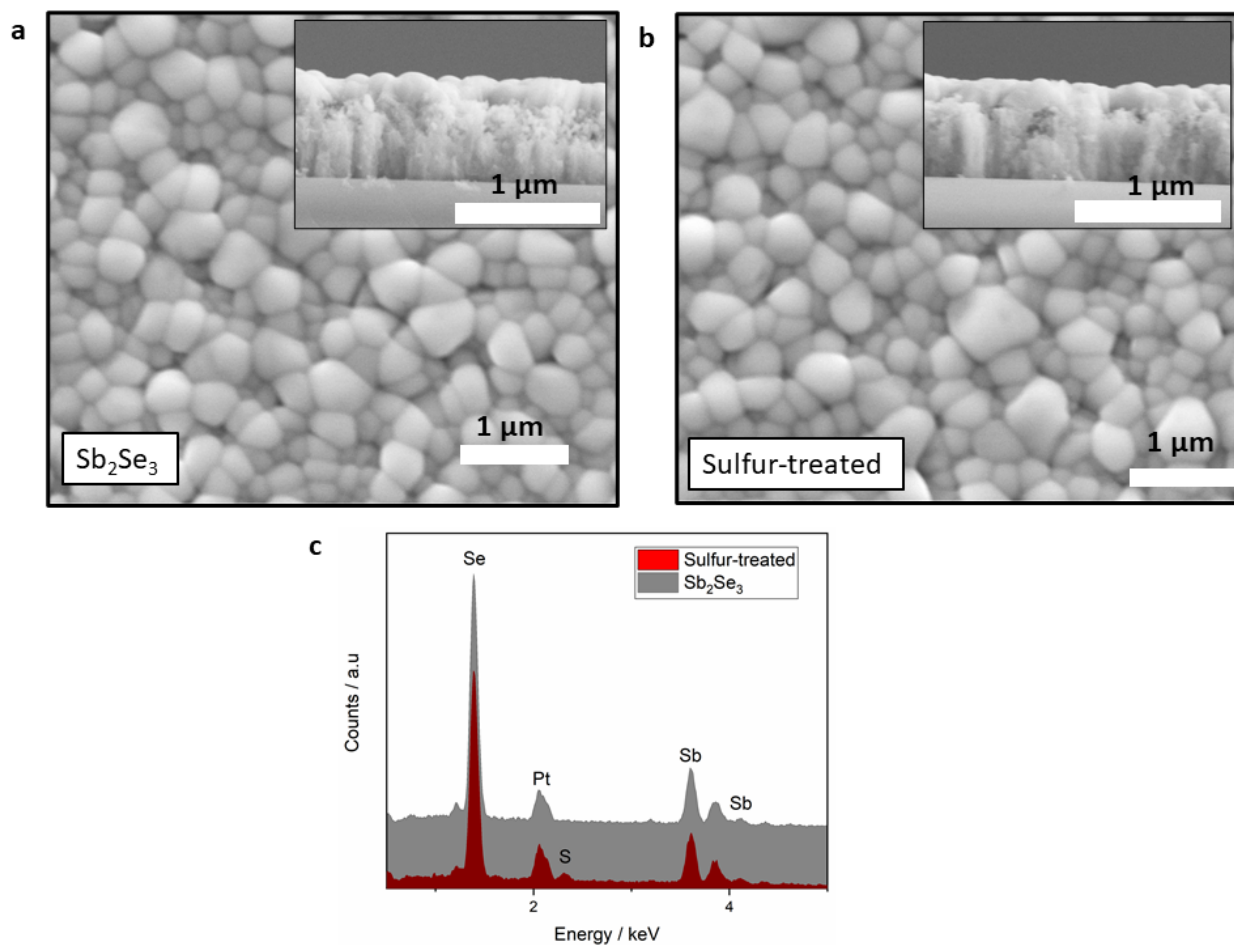 a
1 μm
Sb₂Se₃
1 μm
b
1 μm
Sulfur-treated
1 μm
c
Se
Pt
S
Sb
Sb
Sulfur-treated
Sb₂Se₃
Counts / a.u
2
4
Energy / keV